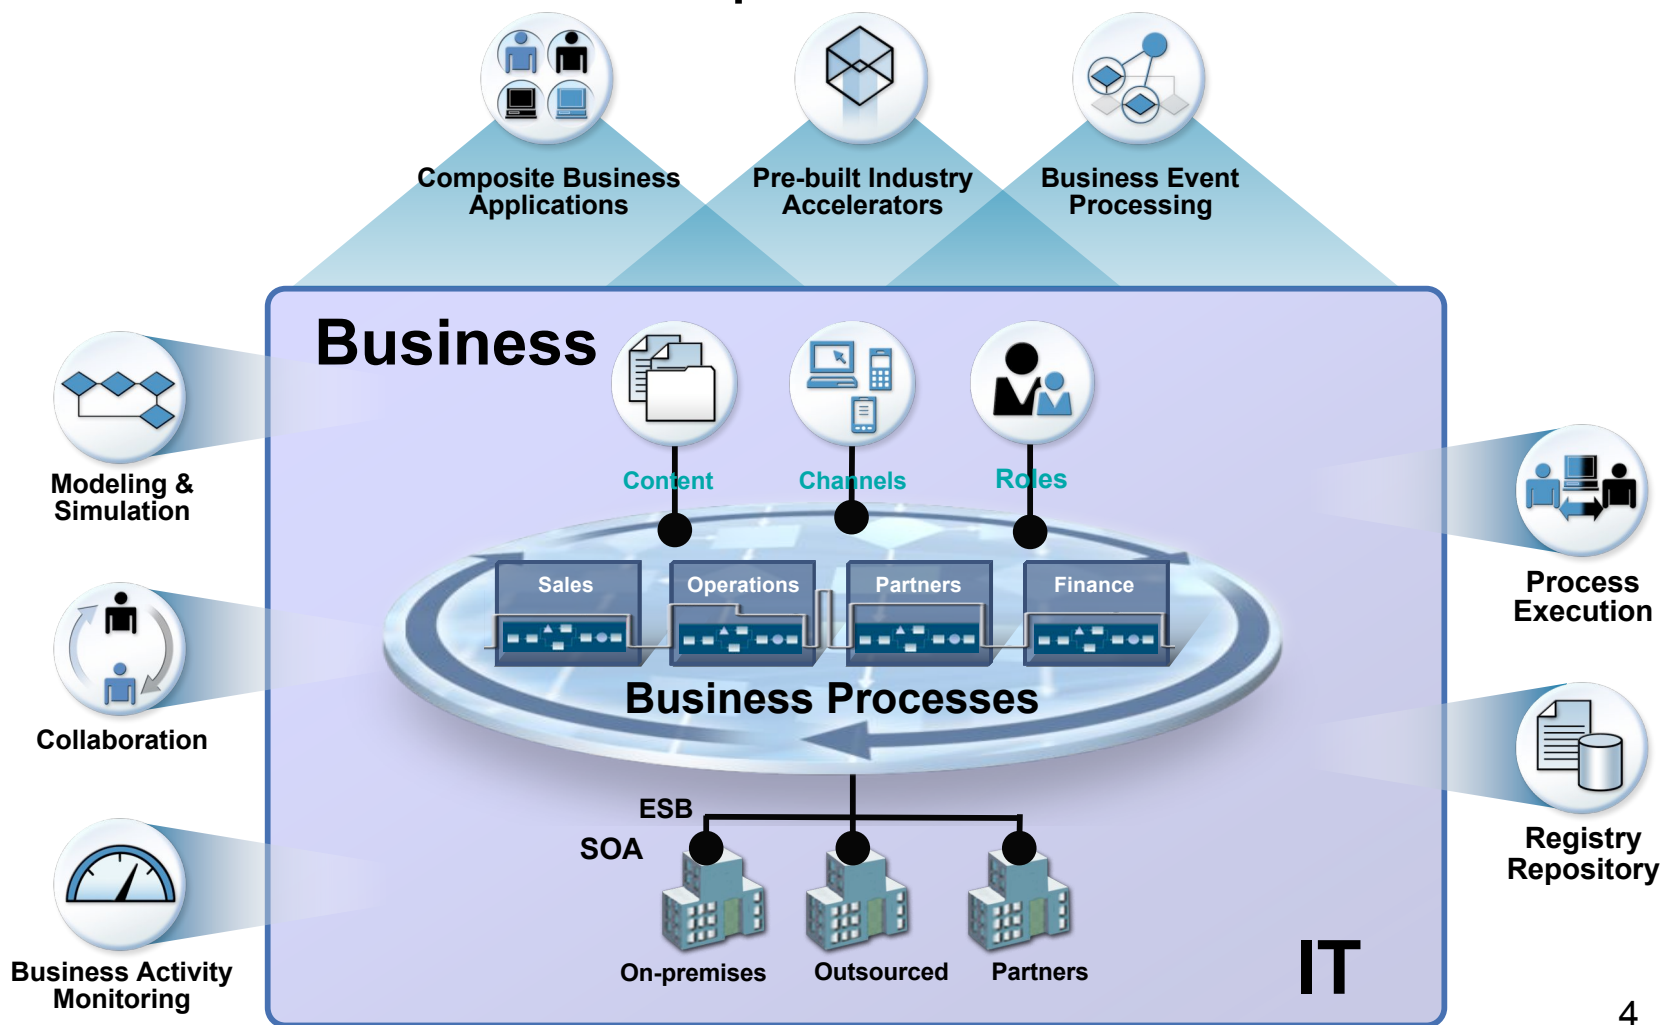 Composite Business
Applications
Pre-built Industry
Accelerators
Business Event
Processing
Business
Modeling &
Simulation
Content
Channels
Roles
Process
Execution
Sales
Operations
Partners
Finance
Business Processes
Collaboration
ESB
SOA
Registry
Repository
On-premises
Outsourced
Partners
IT
Business Activity
Monitoring
4